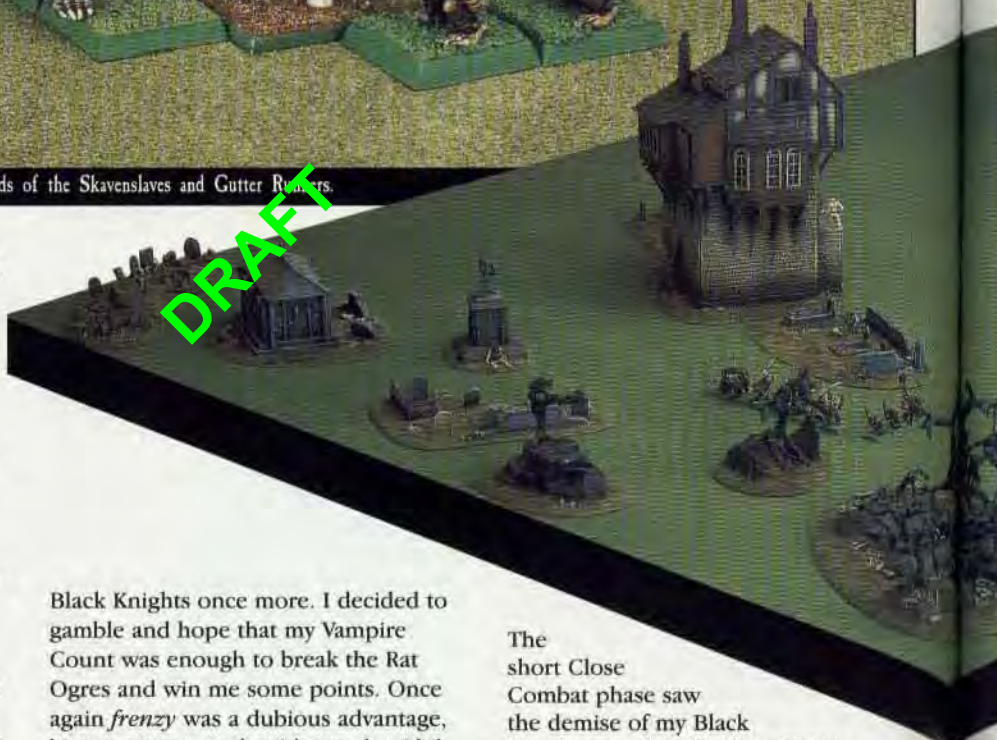 ds of the Skavenslaves and Gutter Runners.
DRAFT
Black Knights once more. I decided to
gamble and hope that my Vampire
Count was enough to break the Rat
Ogres and win me some points. Once
again frenzy was a dubious advantage,
The
short Close
Combat phase saw
the demise of my Black